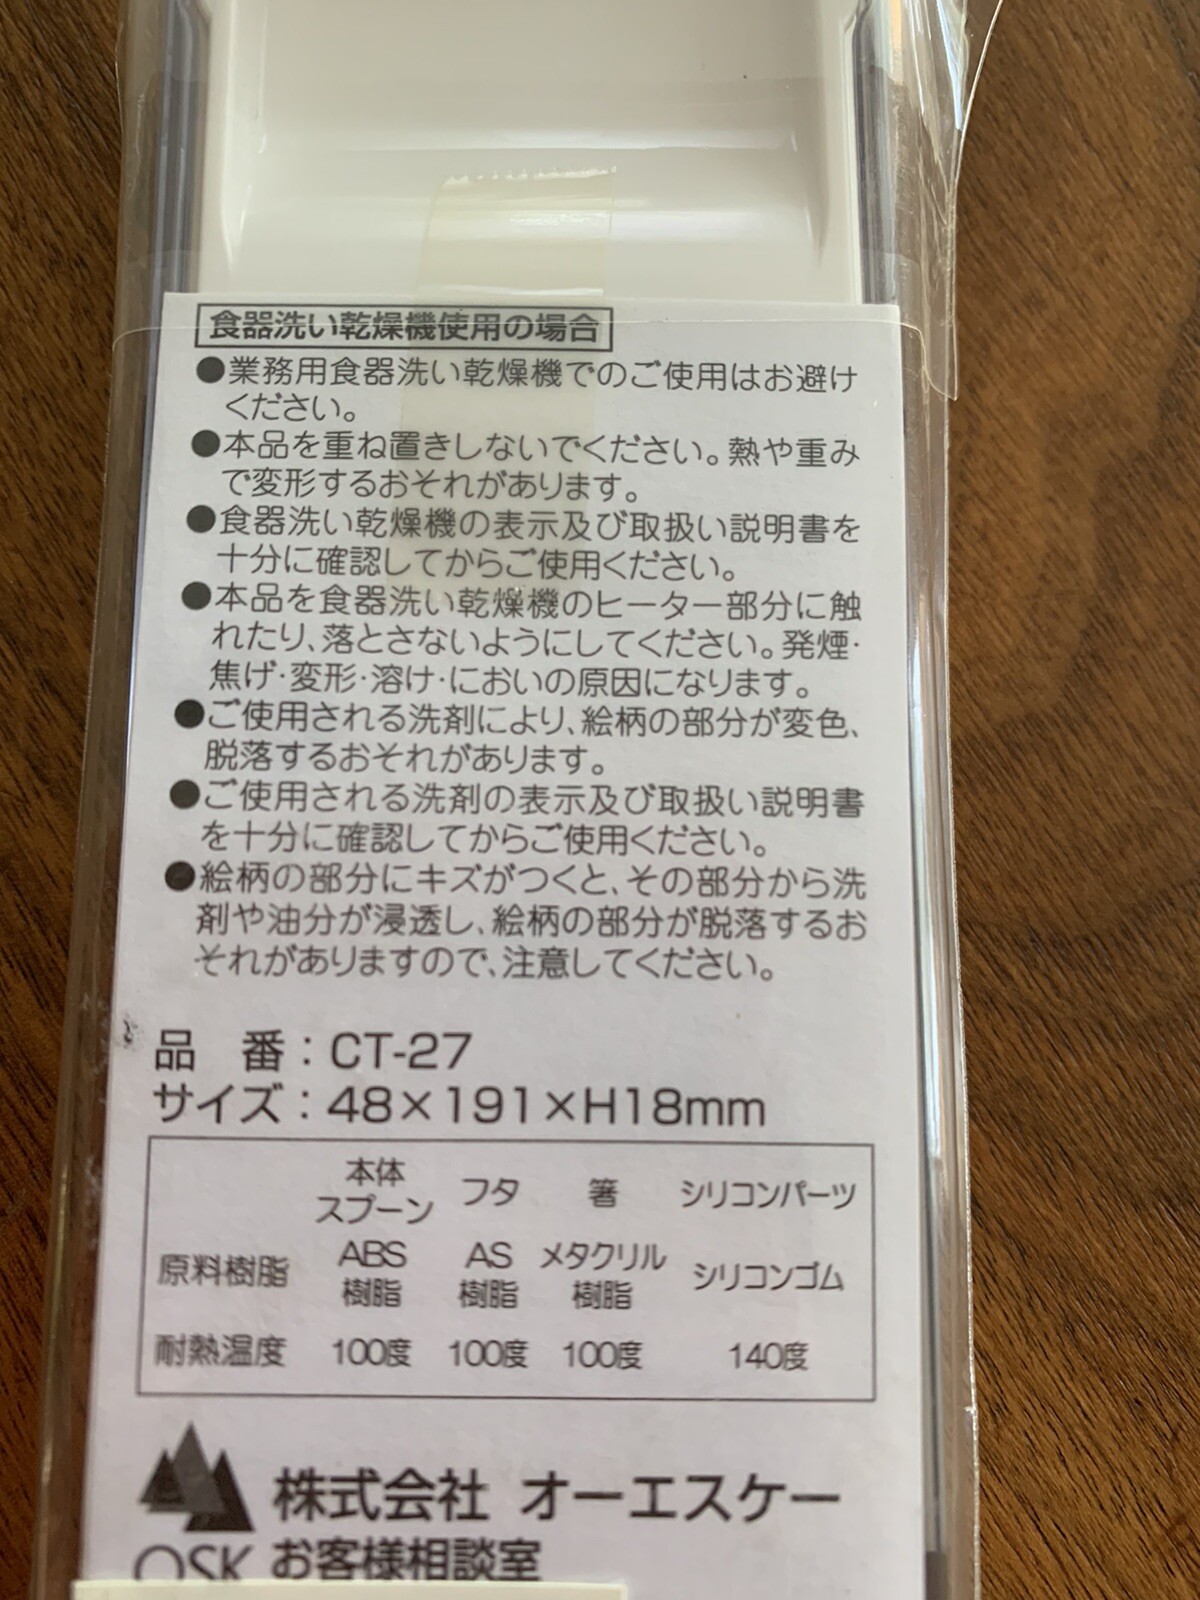 食器洗い乾燥機使用の場合
●業務用食器洗い乾燥機でのご使用はお避け
ください。
●本品を重ね置きしないでください。熱や重み
で変形するおそれがあります。
●食器洗い乾燥機の表示及び取扱い説明書を
十分に確認してからご使用ください。
●本品を食器洗い乾燥機のヒーター部分に触
れたり、落とさないようにしてください。発煙・
焦げ・変形・溶け・においの原因になります。
●ご使用される洗剤により、絵柄の部分が変色、
脱落するおそれがあります。
●ご使用される洗剤の表示及び取扱い説明書
を十分に確認してからご使用ください。
●絵柄の部分にキズがつくと、その部分から洗
剤や油分が浸透し、絵柄の部分が脱落するお
それがありますので、注意してください。
品 番：CT-27
サイズ：48×191×H18mm
本体 フタ 箸 シリコンパーツ
スプーン
原料樹脂 ABS樹脂 AS樹脂 メタクリル樹脂 シリコンゴム
耐熱温度 100度 100度 100度 140度
株式会社 オーエスケー
OSK お客様相談室